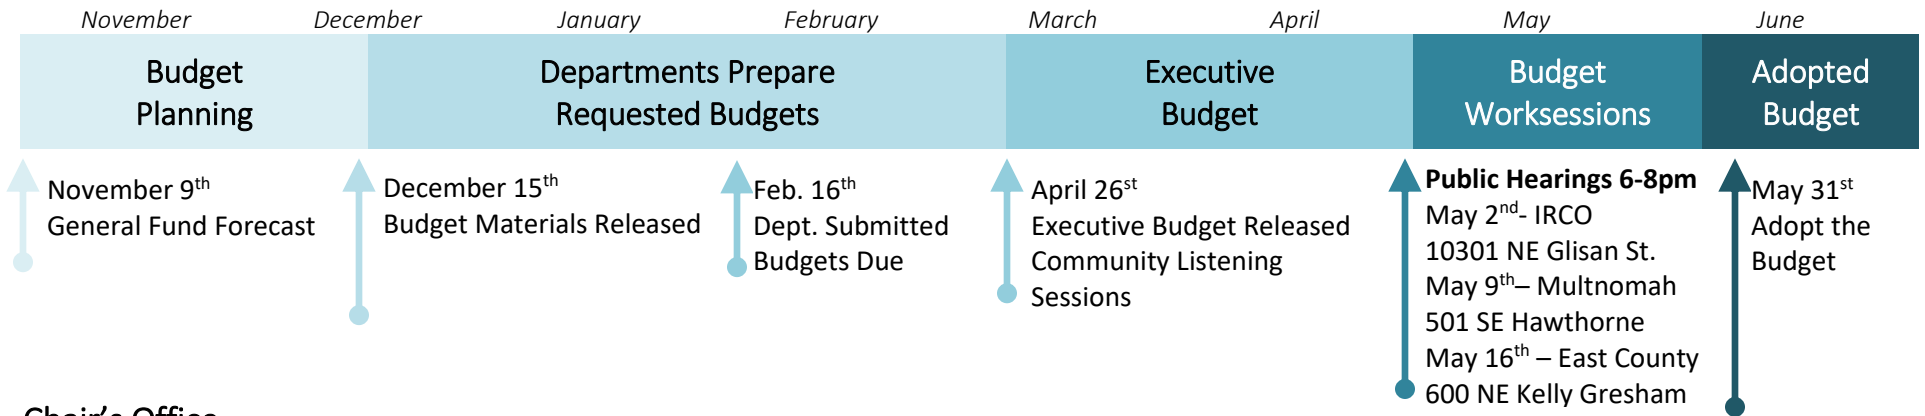 November December January February March April May June
Budget
Planning
Departments Prepare
Requested Budgets
Executive
Budget
Budget
Worksessions
Adopted
Budget
November 9th
General Fund Forecast
December 15th
Budget Materials Released
Feb. 16th
Dept. Submitted
Budgets Due
April 26st
Executive Budget Released
Community Listening
Sessions
Public Hearings 6-8pm
May 2nd- IRCO
10301 NE Glisan St.
May 9th– Multnomah
501 SE Hawthorne
May 16th – East County
600 NE Kelly Gresham
May 31st
Adopt the
Budget
Chair's Office